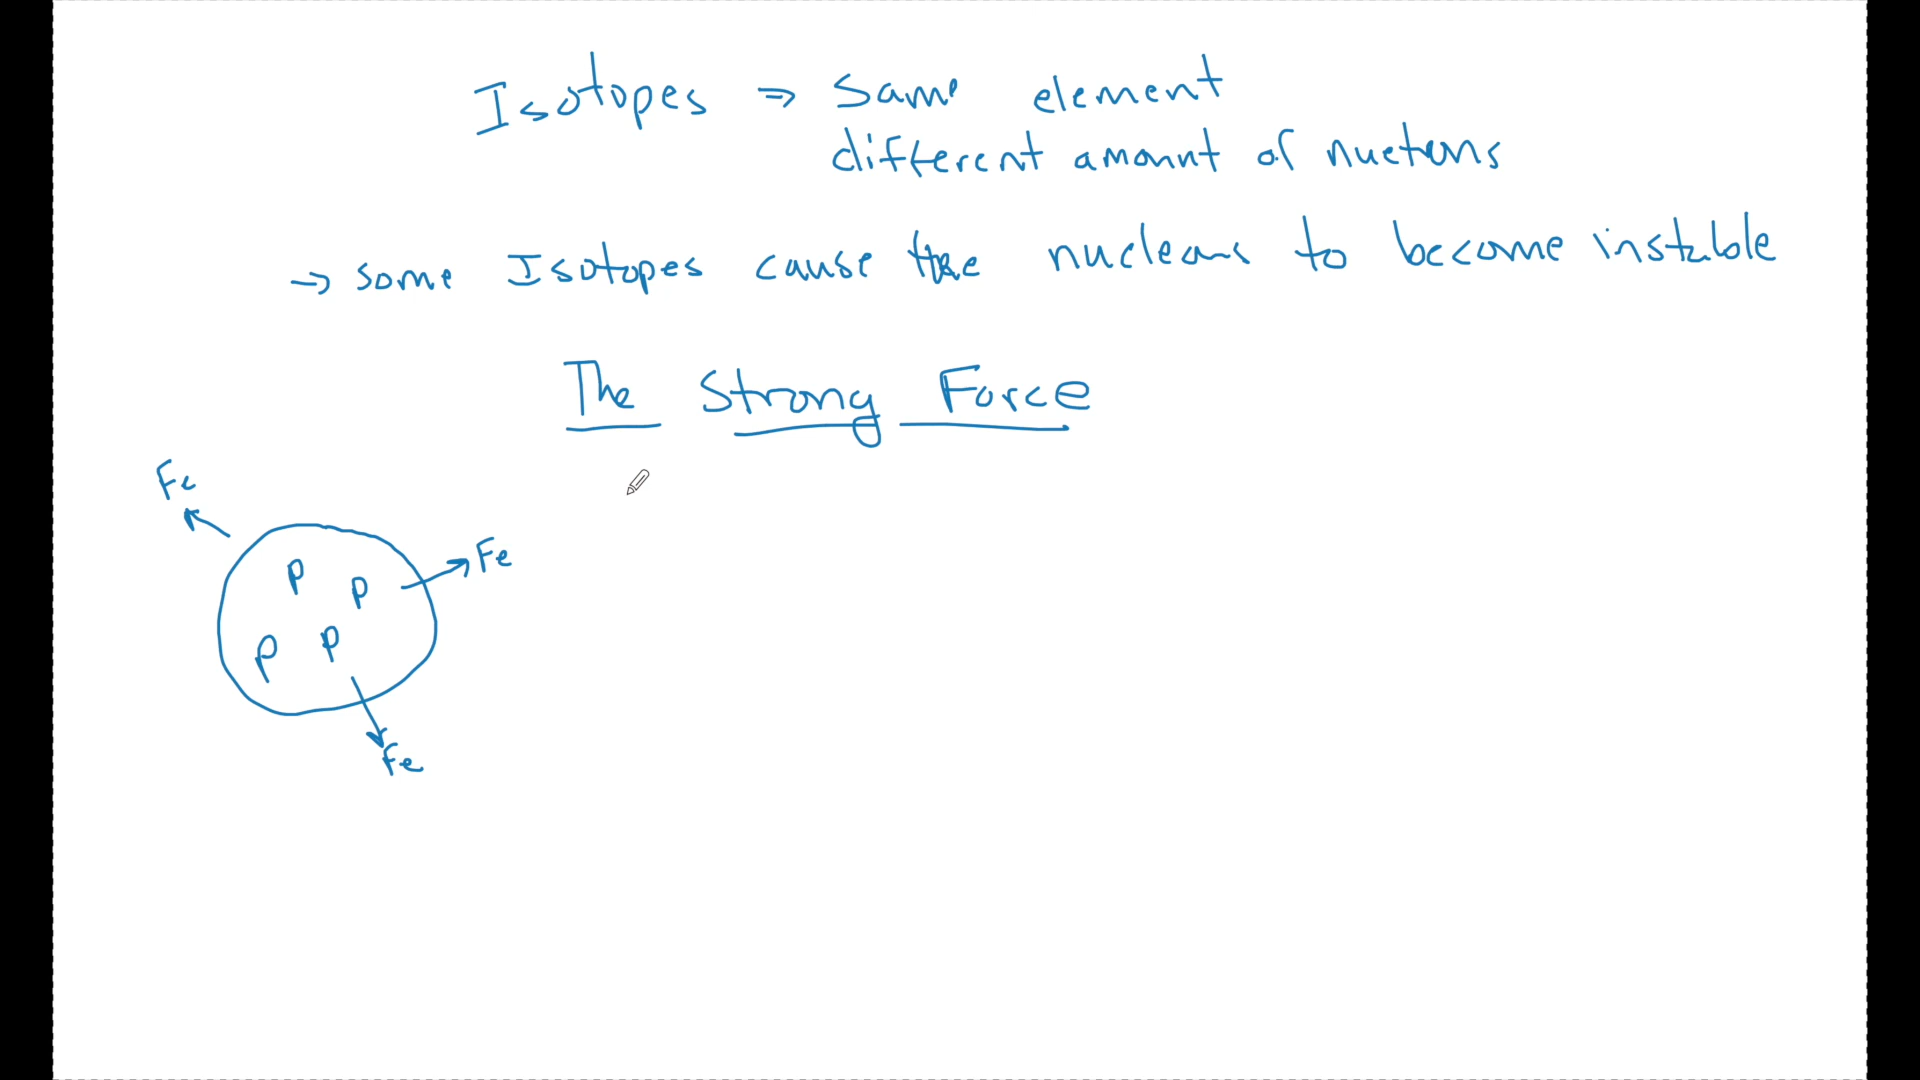 Isotopes ⇒ same element
different amount of nuetrons
→ some Isotopes cause the nucleus to become instable
The Strong Force
Fe
Fe
P
P
P
P
Fe